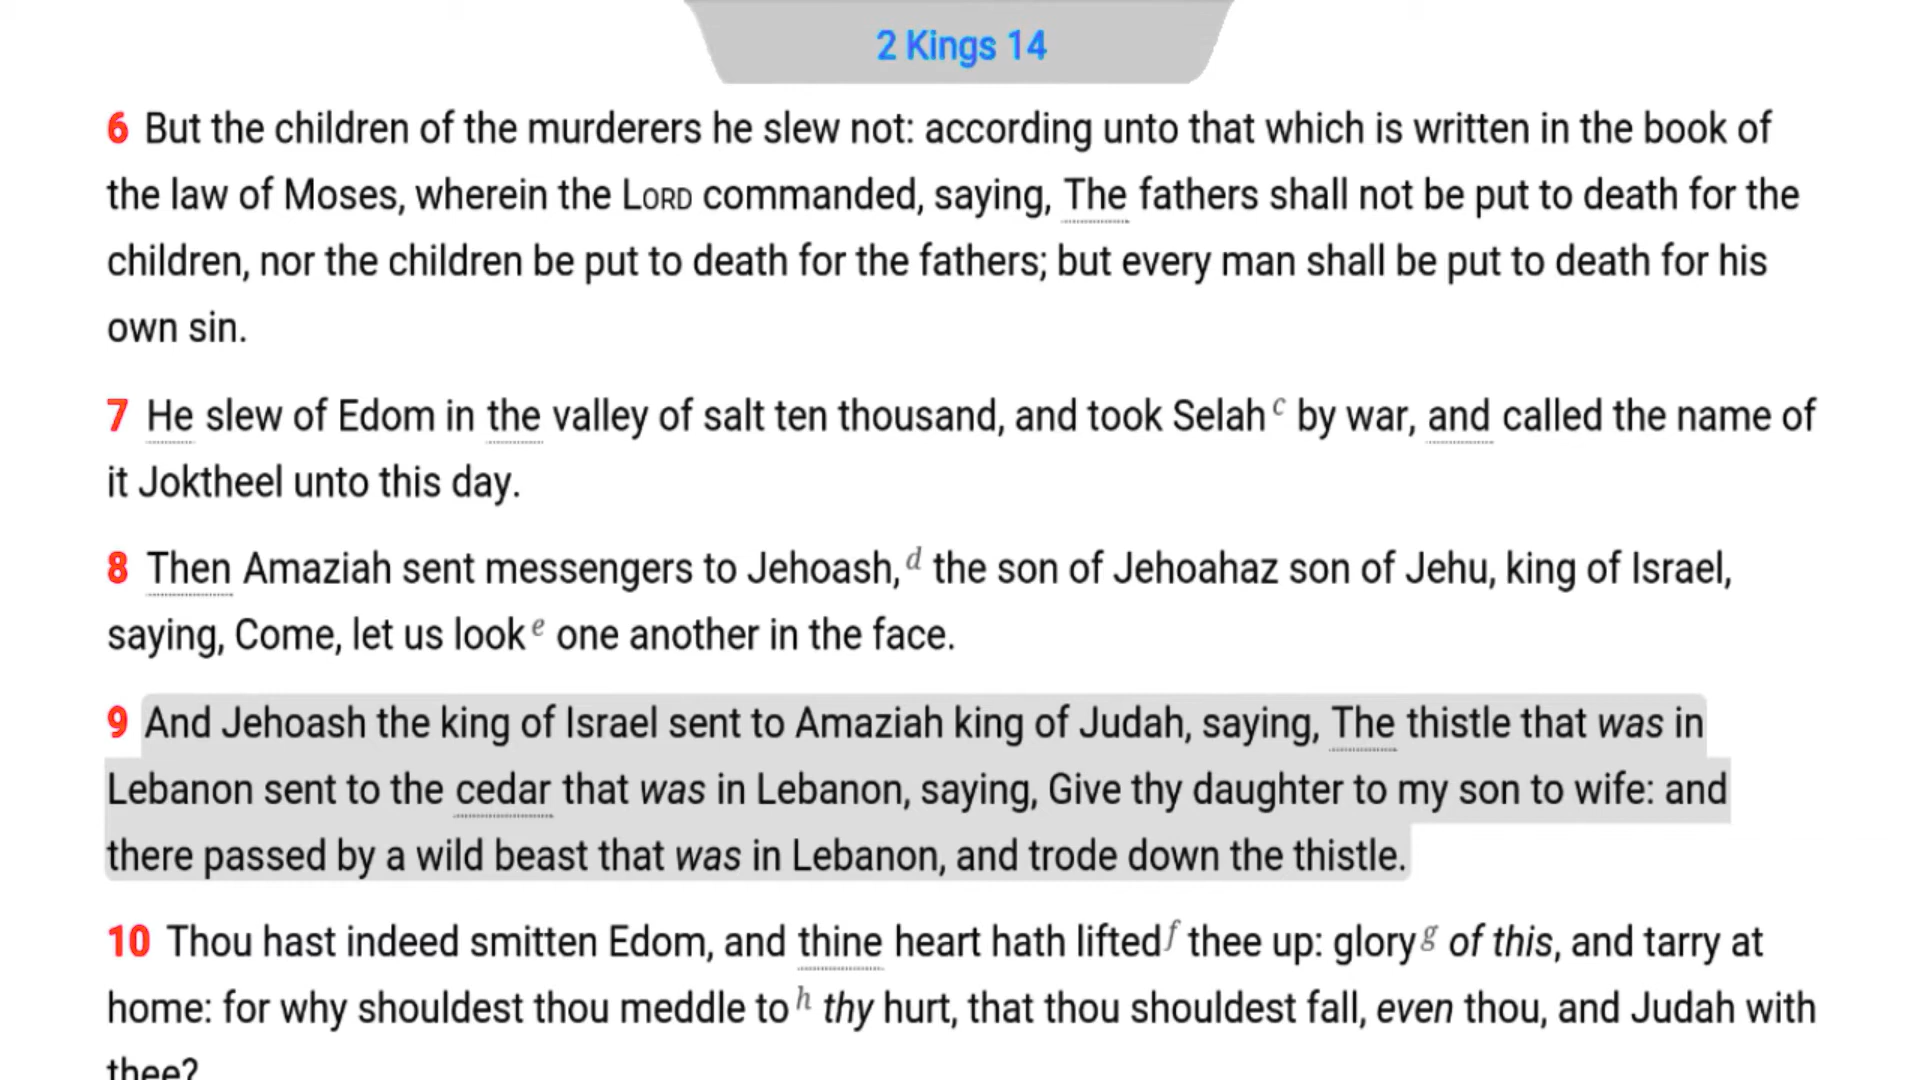 2 Kings 14
6 But the children of the murderers he slew not: according unto that which is written in the book of
the law of Moses, wherein the LORD commanded, saying, The fathers shall not be put to death for the
children, nor the children be put to death for the fathers; but every man shall be put to death for his
own sin.
7 He slew of Edom in the valley of salt ten thousand, and took Selah c by war, and called the name of
it Joktheel unto this day.
8 Then Amaziah sent messengers to Jehoash, d the son of Jehoahaz son of Jehu, king of Israel,
saying, Come, let us look e one another in the face.
9 And Jehoash the king of Israel sent to Amaziah king of Judah, saying, The thistle that was in
Lebanon sent to the cedar that was in Lebanon, saying, Give thy daughter to my son to wife: and
there passed by a wild beast that was in Lebanon, and trode down the thistle.
10 Thou hast indeed smitten Edom, and thine heart hath lifted f thee up: glory g of this, and tarry at
home: for why shouldest thou meddle to h thy hurt, that thou shouldest fall, even thou, and Judah with
thee?